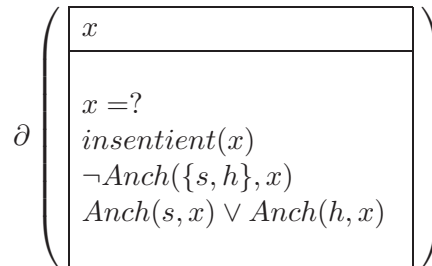 x
∂
x =?
insentient(x)
¬Anch({s, h}, x)
Anch(s, x) ∨ Anch(h, x)